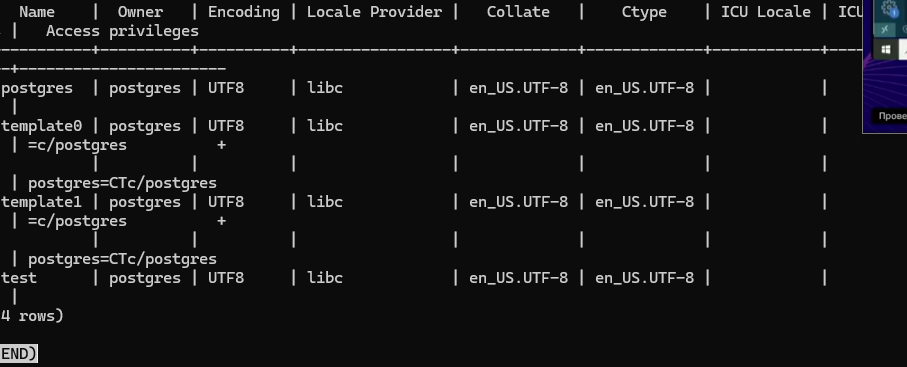 Name | Owner | Encoding | Locale Provider | Collate | Ctype | ICU Locale | ICU
| Access privileges
----------+----------+----------+-----------------+-------------+-------------+------------+----
-+-----------------------
postgres | postgres | UTF8 | libc | en_US.UTF-8 | en_US.UTF-8 | |
|
template0 | postgres | UTF8 | libc | en_US.UTF-8 | en_US.UTF-8 | |
| =c/postgres +
| | | | | | |
| postgres=CTc/postgres
template1 | postgres | UTF8 | libc | en_US.UTF-8 | en_US.UTF-8 | |
| =c/postgres +
| | | | | | |
| postgres=CTc/postgres
test | postgres | UTF8 | libc | en_US.UTF-8 | en_US.UTF-8 | |
|
4 rows)
END)
Прове